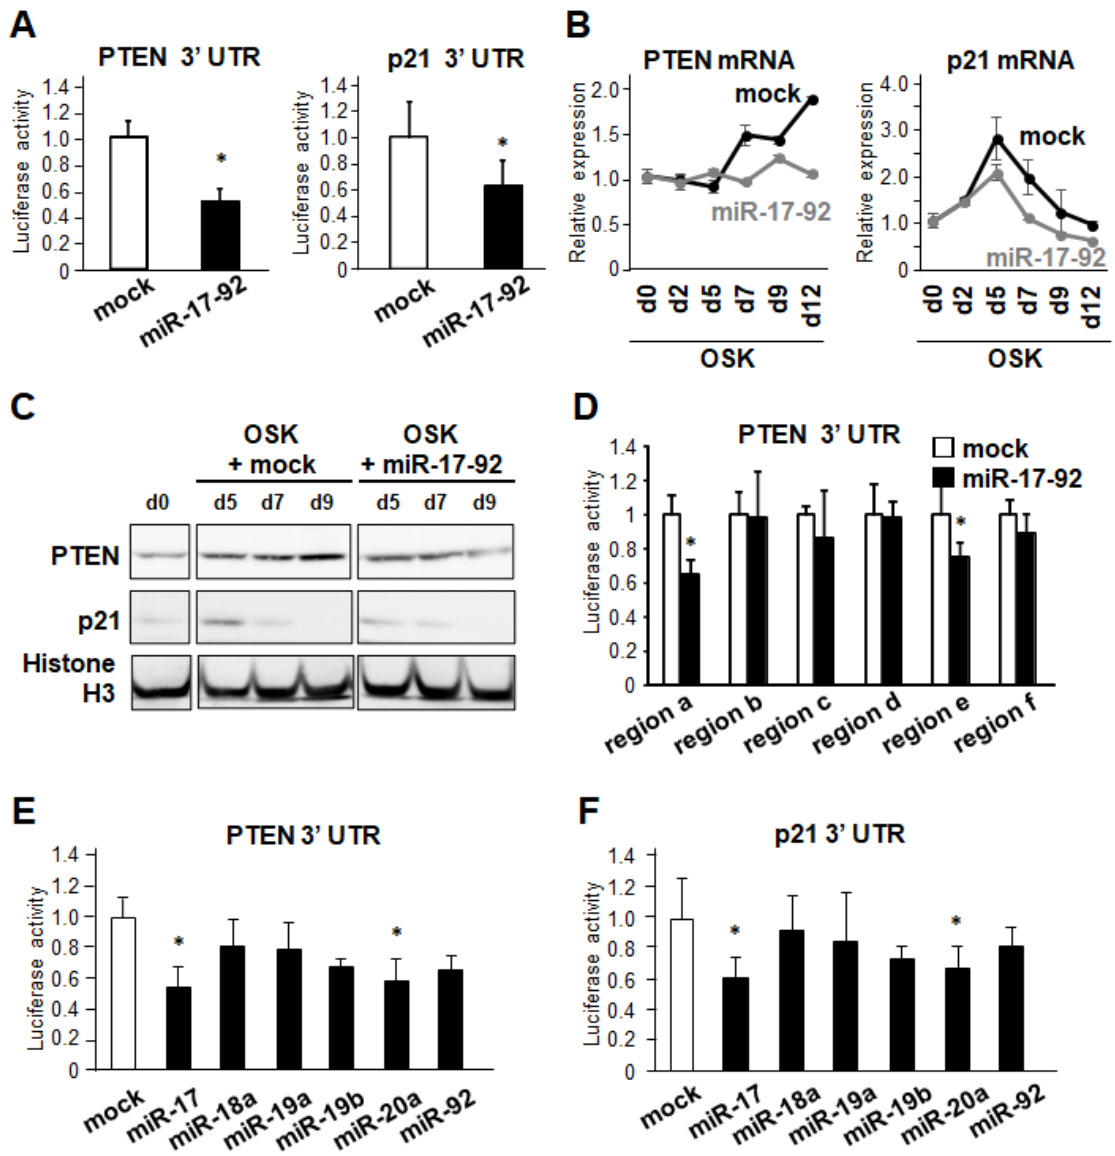 A
PTEN 3’ UTR
Luciferase activity
1.4
1.2
1.0
0.8
0.6
0.4
0.2
0
*
mock
miR-17-92
p21 3’ UTR
1.4
1.2
1.0
0.8
0.6
0.4
0.2
0
*
mock
miR-17-92
B
PTEN mRNA
Relative expression
2.0
1.5
1.0
0.5
0
mock
miR-17-92
d0 d2 d5 d7 d9 d12
OSK
p21 mRNA
Relative expression
4.0
3.0
2.0
1.0
0
mock
miR-17-92
d0 d2 d5 d7 d9 d12
OSK
C
OSK
+ mock
OSK
+ miR-17-92
d0 d5 d7 d9 d5 d7 d9
PTEN
p21
Histone
H3
D
PTEN 3’ UTR
mock
miR-17-92
Luciferase activity
1.4
1.2
1
0.8
0.6
0.4
0.2
0
*
*
region a
region b
region c
region d
region e
region f
E
PTEN 3’ UTR
Luciferase activity
1.4
1.2
1.0
0.8
0.6
0.4
0.2
0
*
*
mock
miR-17
miR-18a
miR-19a
miR-19b
miR-20a
miR-92
F
p21 3’ UTR
Luciferase activity
1.4
1.2
1.0
0.8
0.6
0.4
0.2
0
*
*
mock
miR-17
miR-18a
miR-19a
miR-19b
miR-20a
miR-92